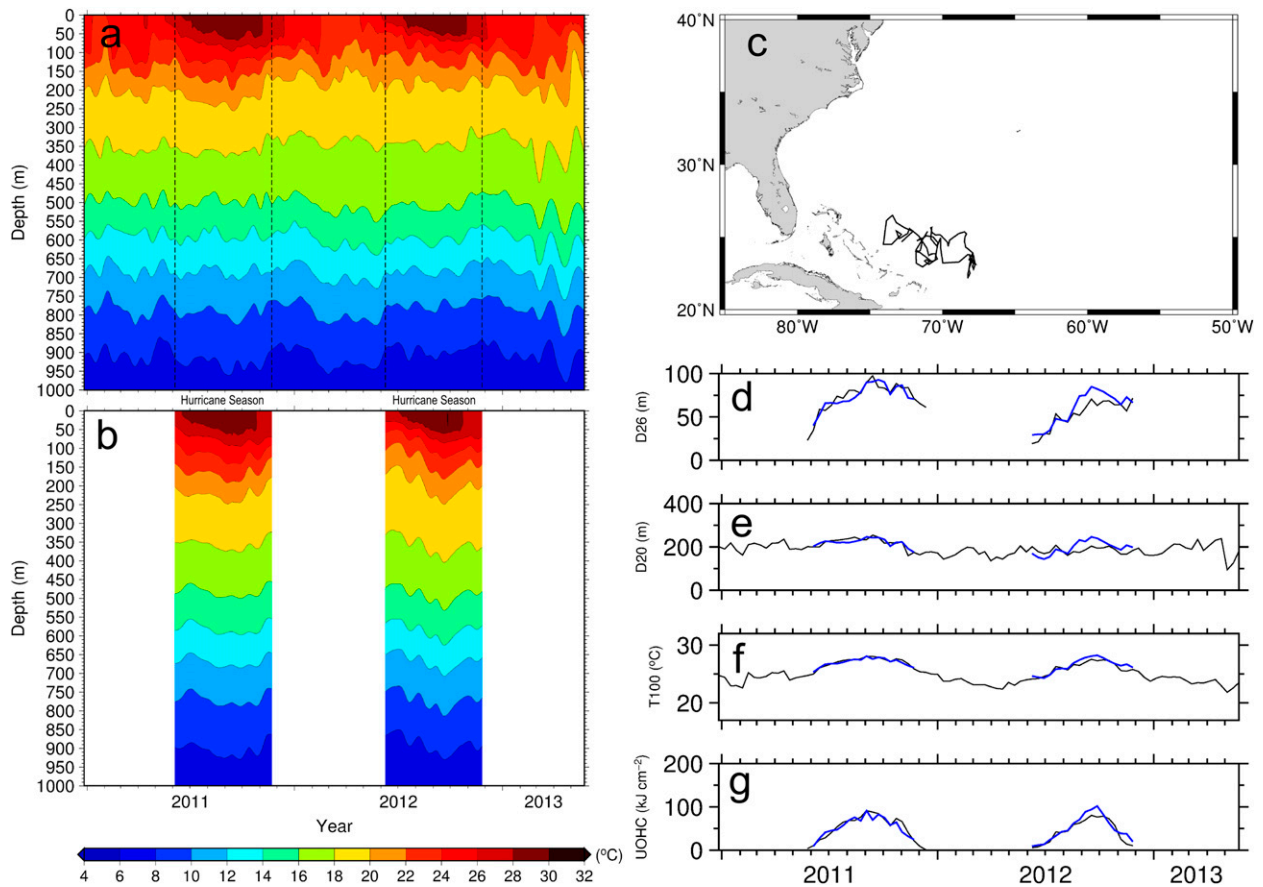 a
Depth (m)
0
50
100
150
200
250
300
350
400
450
500
550
600
650
700
750
800
850
900
950
1000
Hurricane Season Hurricane Season
b
Depth (m)
0
50
100
150
200
250
300
350
400
450
500
550
600
650
700
750
800
850
900
950
1000
2011 2012 2013
Year
(ºC)
4 6 8 10 12 14 16 18 20 22 24 26 28 30 32
c
40°N
30°N
20°N
80°W 70°W 60°W 50°W
d
D26 (m)
100
50
0
e
D20 (m)
400
200
0
f
T100 (ºC)
30
20
g
UOHC (kJ cm⁻²)
200
100
0
2011 2012 2013